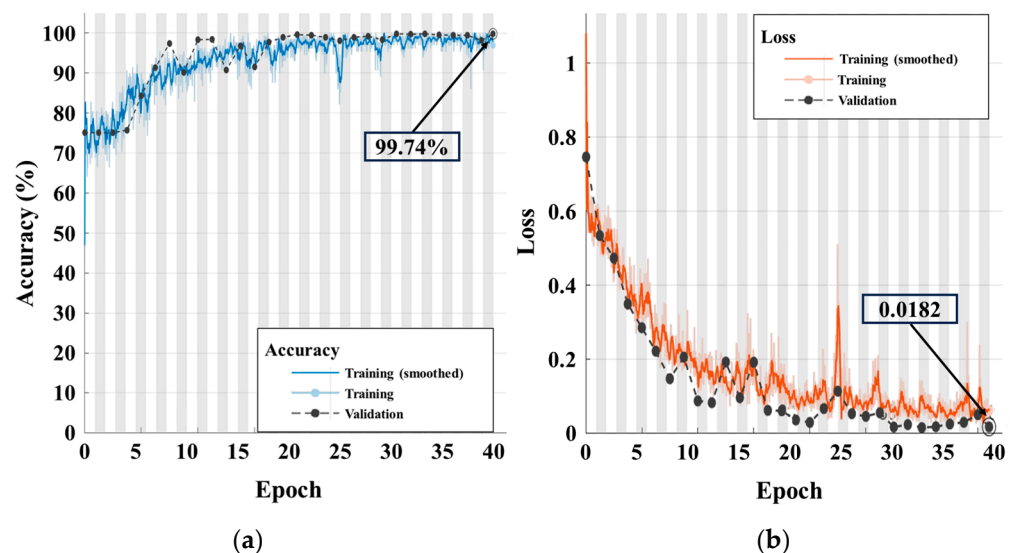 100
90
80
70
60
50
40
30
20
10
0
Accuracy (%)
99.74%
Accuracy
Training (smoothed)
Training
Validation
0 5 10 15 20 25 30 35 40
Epoch
(a)
1
0.8
0.6
0.4
0.2
0
Loss
Loss
Training (smoothed)
Training
Validation
0.0182
0 5 10 15 20 25 30 35 40
Epoch
(b)